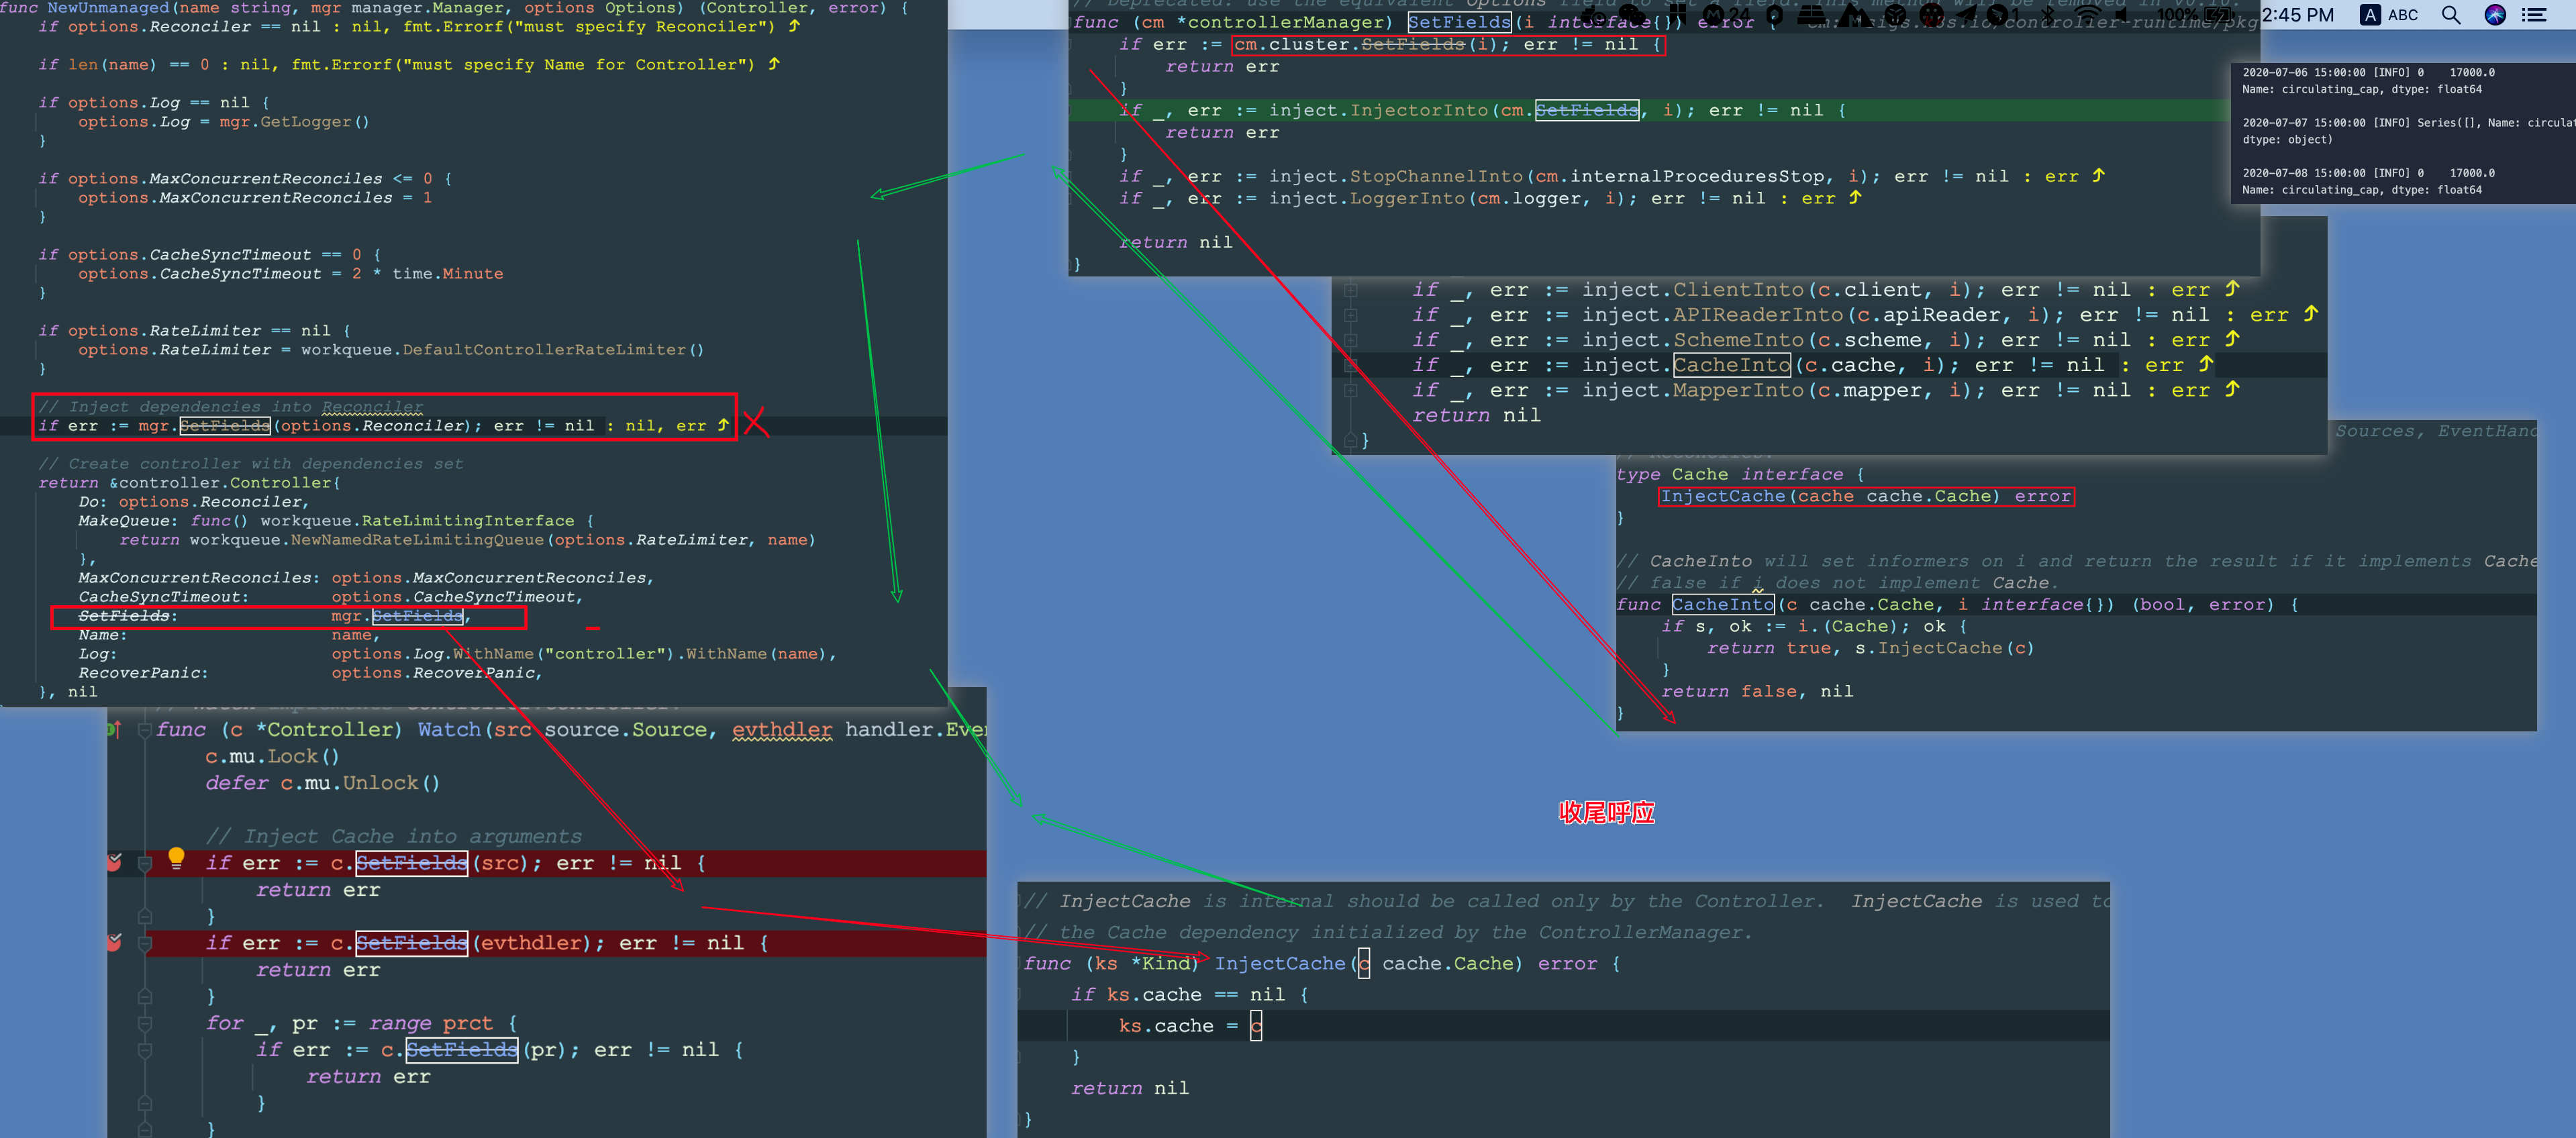 func NewUnmanaged(name string, mgr manager.Manager, options Options) (Controller, error) {
if options.Reconciler == nil : nil, fmt.Errorf("must specify Reconciler") ⤴
if len(name) == 0 : nil, fmt.Errorf("must specify Name for Controller") ⤴
if options.Log == nil {
options.Log = mgr.GetLogger()
}
if options.MaxConcurrentReconciles <= 0 {
options.MaxConcurrentReconciles = 1
}
if options.CacheSyncTimeout == 0 {
options.CacheSyncTimeout = 2 * time.Minute
}
if options.RateLimiter == nil {
options.RateLimiter = workqueue.DefaultControllerRateLimiter()
}
// Inject dependencies into Reconciler
if err := mgr.SetFields(options.Reconciler); err != nil : nil, err ⤴
// Create controller with dependencies set
return &controller.Controller{
Do: options.Reconciler,
MakeQueue: func() workqueue.RateLimitingInterface {
return workqueue.NewNamedRateLimitingQueue(options.RateLimiter, name)
},
MaxConcurrentReconciles: options.MaxConcurrentReconciles,
CacheSyncTimeout: options.CacheSyncTimeout,
SetFields: mgr.SetFields,
Name: name,
Log: options.Log.WithName("controller").WithName(name),
RecoverPanic: options.RecoverPanic,
}, nil
func (c *Controller) Watch(src source.Source, evthdler handler.Eve
c.mu.Lock()
defer c.mu.Unlock()
// Inject Cache into arguments
if err := c.SetFields(src); err != nil {
return err
}
if err := c.SetFields(evthdler); err != nil {
return err
}
for _, pr := range prct {
if err := c.SetFields(pr); err != nil {
return err
}
}
func (cm *controllerManager) SetFields(i interface{}) error {
if err := cm.cluster.SetFields(i); err != nil {
return err
}
if _, err := inject.InjectorInto(cm.SetFields, i); err != nil {
return err
}
if _, err := inject.StopChannelInto(cm.internalProceduresStop, i); err != nil : err ⤴
if _, err := inject.LoggerInto(cm.logger, i); err != nil : err ⤴
return nil
}
100% 2:45 PM A ABC
2020-07-06 15:00:00 [INFO] 0 17000.0
Name: circulating_cap, dtype: float64
2020-07-07 15:00:00 [INFO] Series([], Name: circulat
dtype: object)
2020-07-08 15:00:00 [INFO] 0 17000.0
Name: circulating_cap, dtype: float64
if _, err := inject.ClientInto(c.client, i); err != nil : err ⤴
if _, err := inject.APIReaderInto(c.apiReader, i); err != nil : err ⤴
if _, err := inject.SchemeInto(c.scheme, i); err != nil : err ⤴
if _, err := inject.CacheInto(c.cache, i); err != nil : err ⤴
if _, err := inject.MapperInto(c.mapper, i); err != nil : err ⤴
return nil
}
Sources, EventHand
type Cache interface {
InjectCache(cache cache.Cache) error
}
// CacheInto will set informers on i and return the result if it implements Cache
// false if i does not implement Cache.
func CacheInto(c cache.Cache, i interface{}) (bool, error) {
if s, ok := i.(Cache); ok {
return true, s.InjectCache(c)
}
return false, nil
}
收尾呼应
// InjectCache is internal should be called only by the Controller. InjectCache is used to
// the Cache dependency initialized by the ControllerManager.
func (ks *Kind) InjectCache(c cache.Cache) error {
if ks.cache == nil {
ks.cache = c
}
return nil
}